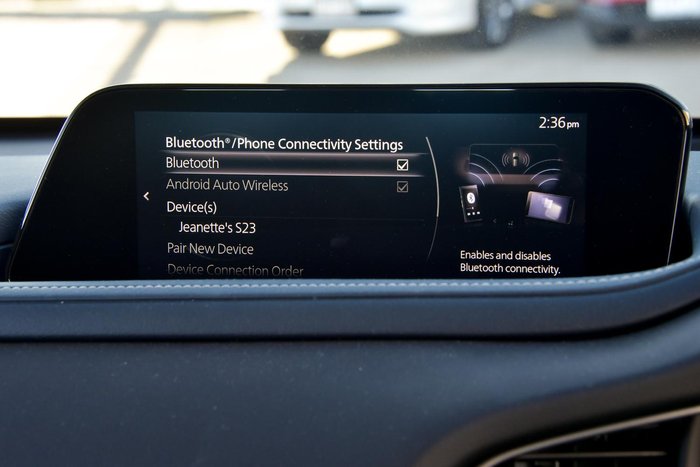 2:36pm
Bluetooth®/Phone Connectivity Settings
Bluetooth
Android Auto Wireless
Device(s)
Jeanette's S23
Pair New Device
Device Connection Order
Enables and disables
Bluetooth connectivity.